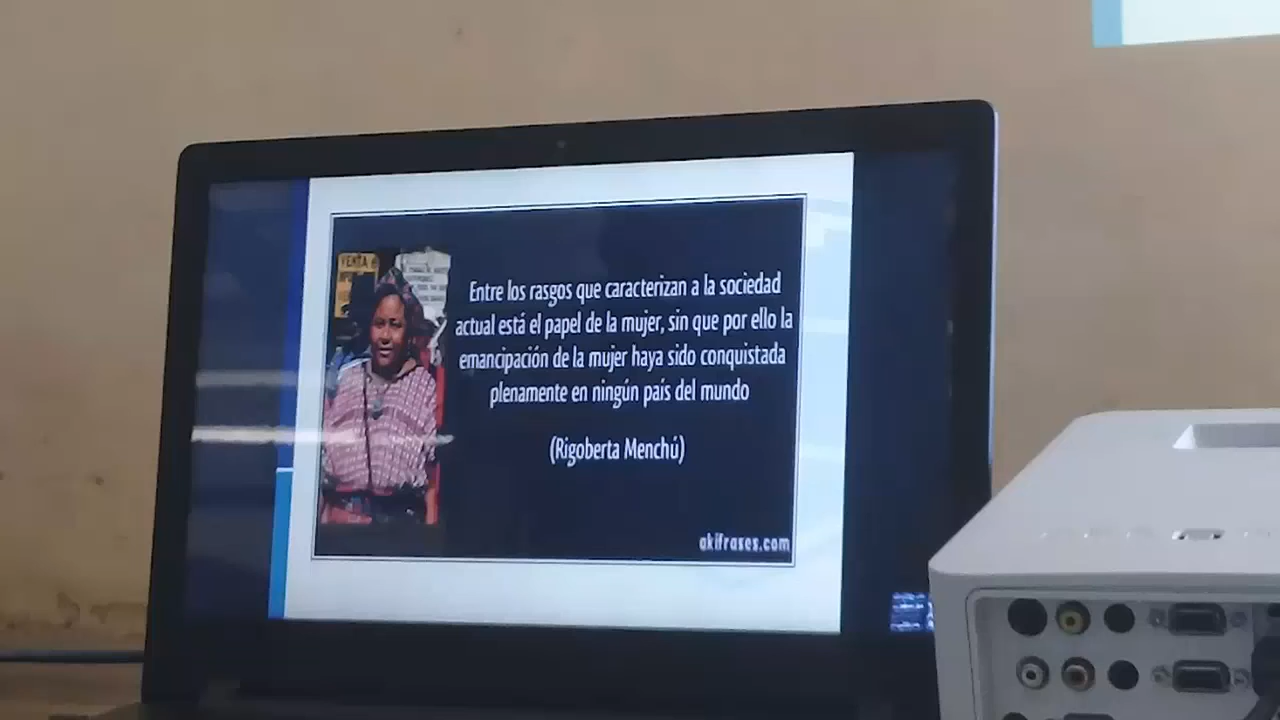 VENTA
Entre los rasgos que caracterizan a la sociedad
actual está el papel de la mujer, sin que por ello la
emancipación de la mujer haya sido conquistada
plenamente en ningún país del mundo
(Rigoberta Menchú)
akifrases.com